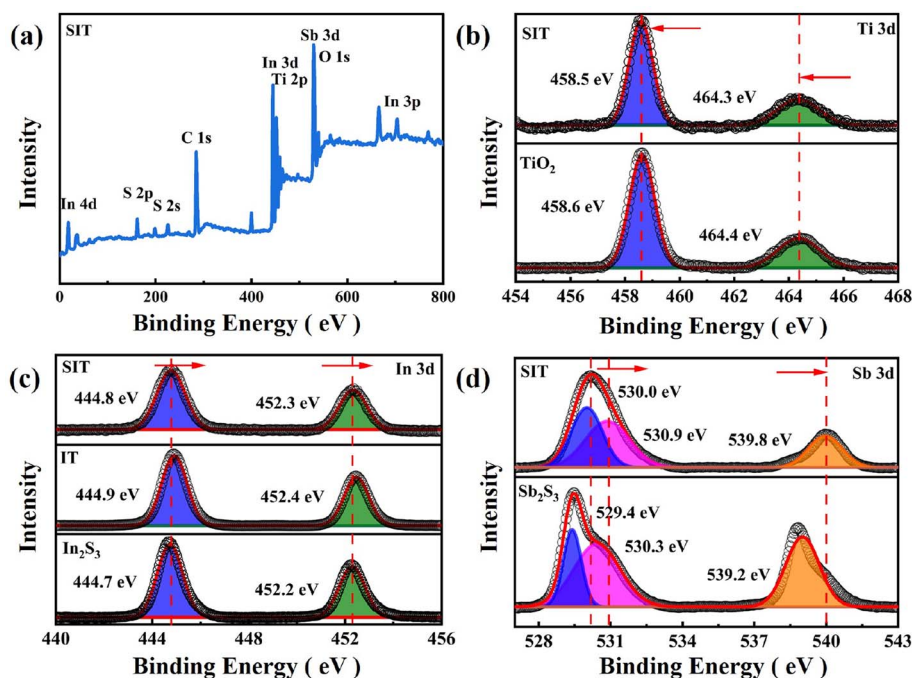 (a)
SIT
Sb 3d
O 1s
In 3d
Ti 2p
In 3p
C 1s
S 2p
S 2s
In 4d
Intensity
0 200 400 600 800
Binding Energy ( eV )
(b)
SIT
Ti 3d
458.5 eV
464.3 eV
TiO2
458.6 eV
464.4 eV
Intensity
454 456 458 460 462 464 466 468
Binding Energy ( eV )
(c)
SIT
In 3d
444.8 eV
452.3 eV
IT
444.9 eV
452.4 eV
In2S3
444.7 eV
452.2 eV
Intensity
440 444 448 452 456
Binding Energy ( eV )
(d)
SIT
Sb 3d
530.0 eV
530.9 eV
539.8 eV
Sb2S3
529.4 eV
530.3 eV
539.2 eV
Intensity
528 531 534 537 540 543
Binding Energy ( eV )